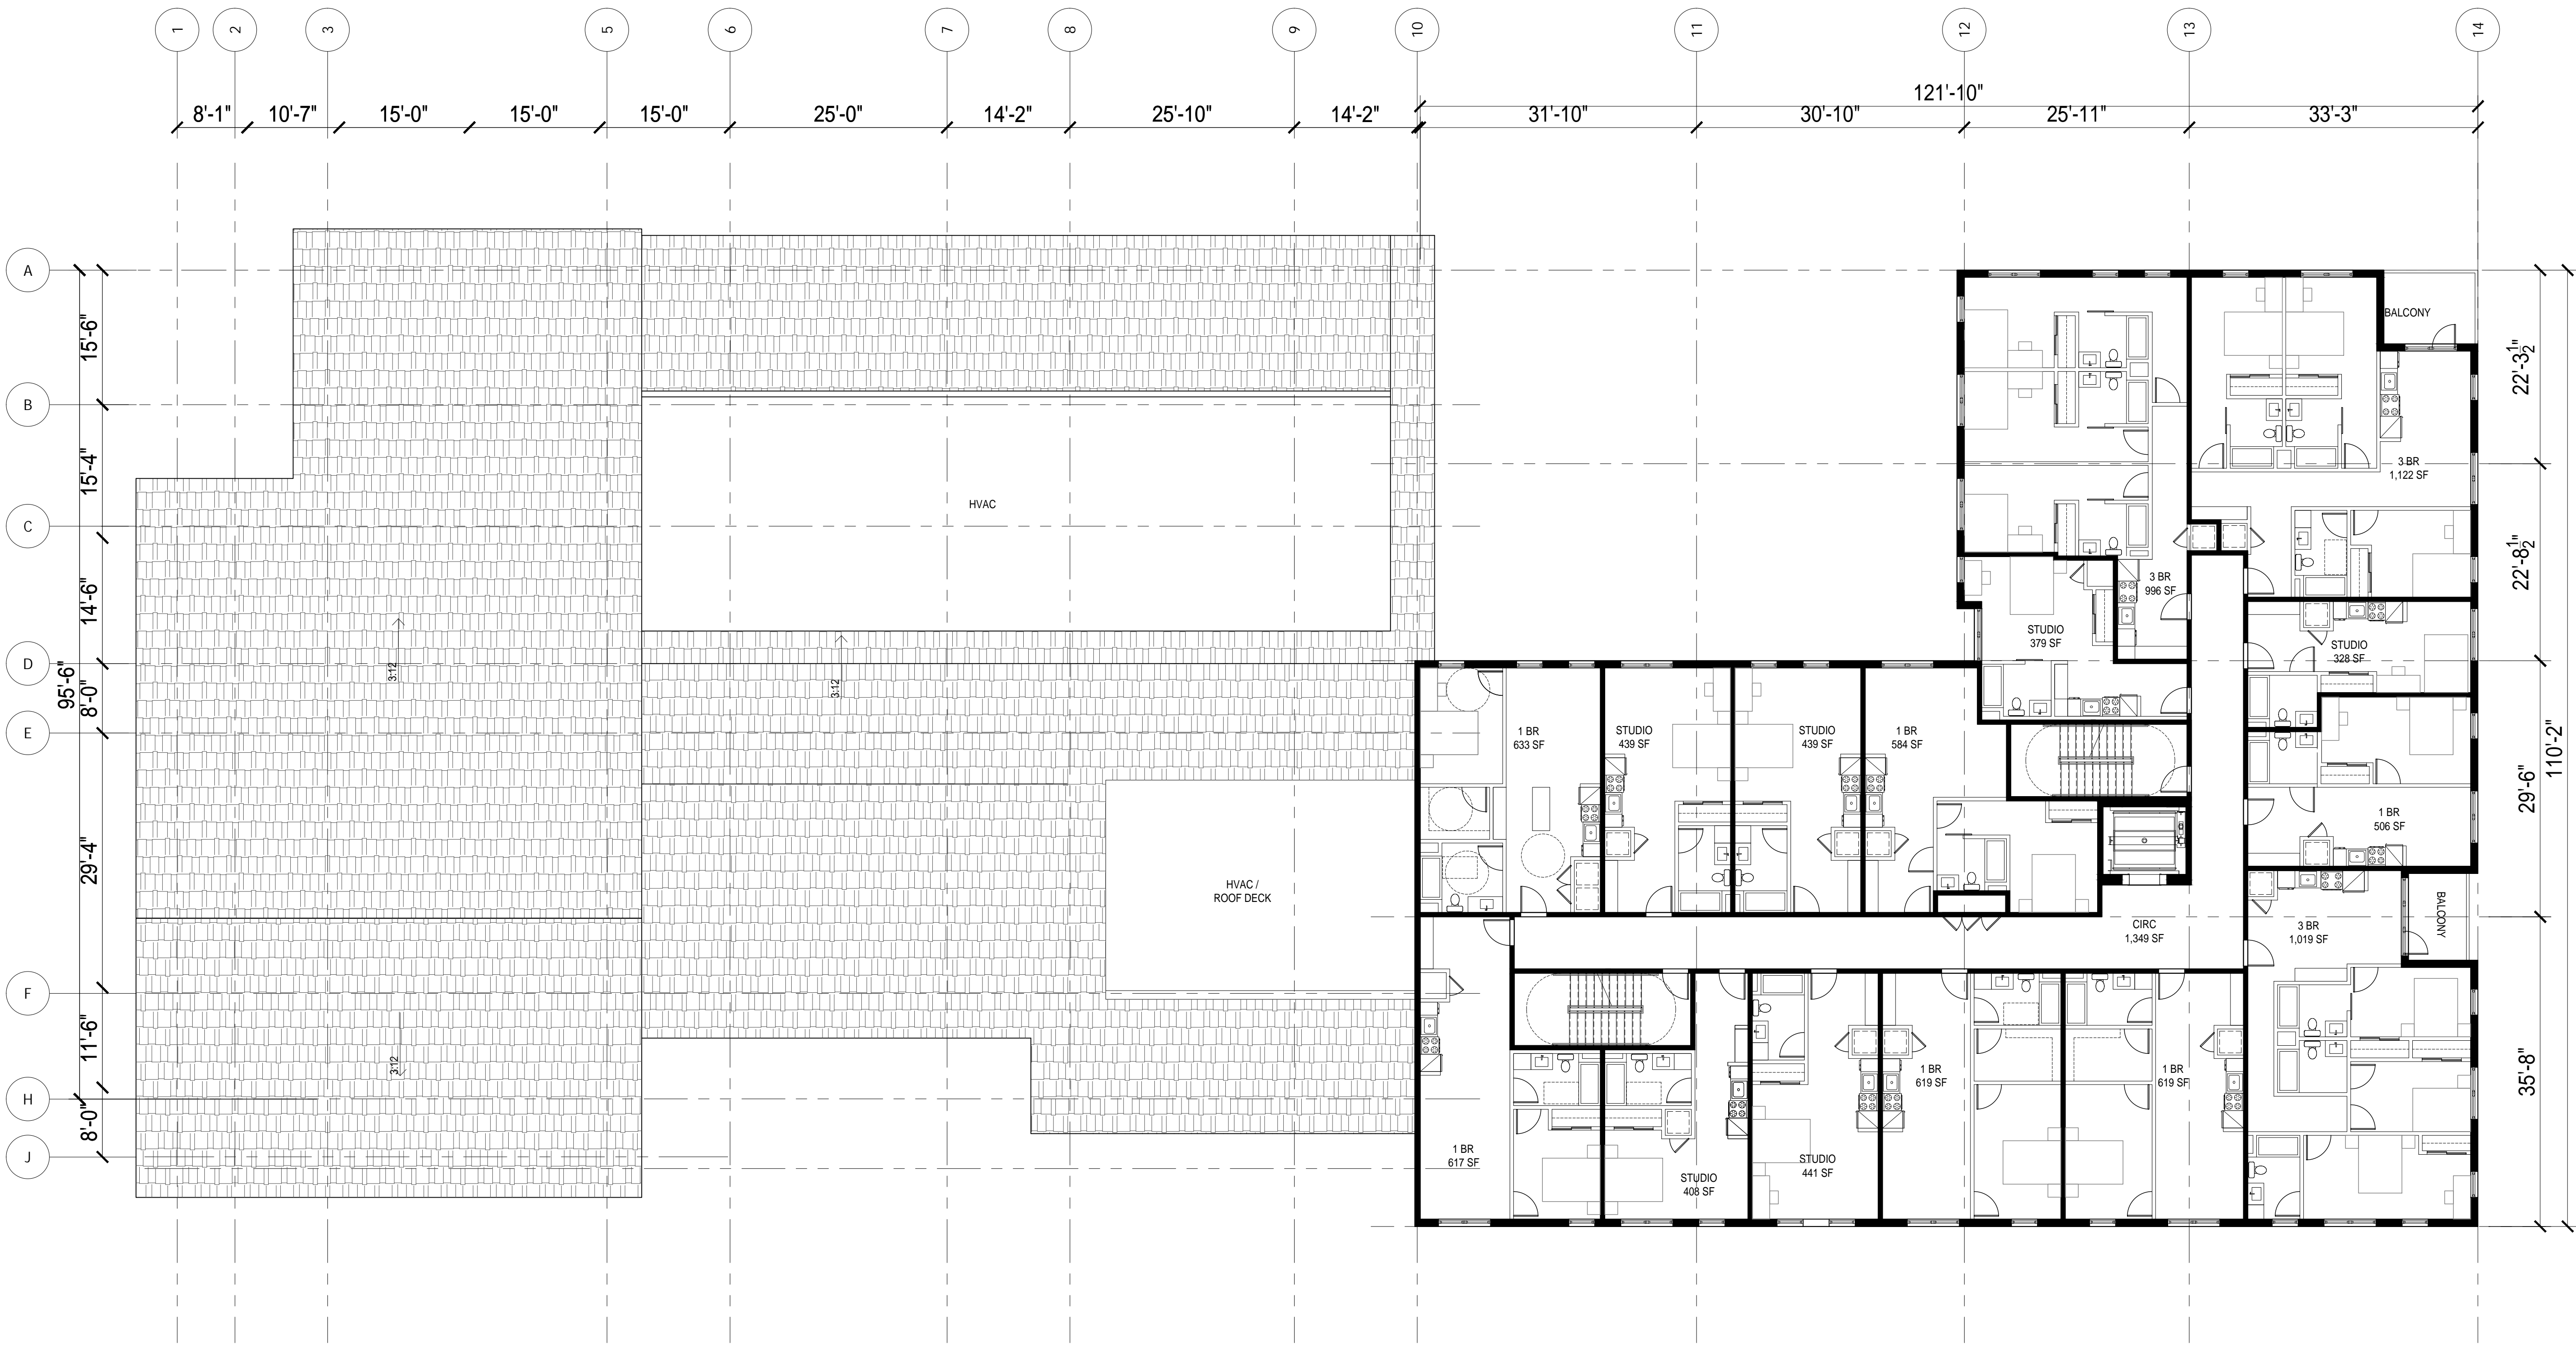 1
2
3
5
6
7
8
9
10
11
12
13
14
121'-10"
8'-1"
10'-7"
15'-0"
15'-0"
15'-0"
25'-0"
14'-2"
25'-10"
14'-2"
31'-10"
30'-10"
25'-11"
33'-3"
A
B
C
D
E
F
H
J
15'-6"
15'-4"
14'-6"
8'-0"
29'-4"
11'-6"
8'-0"
95'-6"
22'-3 1/2"
22'-8 1/2"
29'-6"
35'-8"
110'-2"
HVAC
3:12
3:12
3:12
HVAC /
ROOF DECK
BALCONY
3 BR
1,122 SF
3 BR
996 SF
STUDIO
379 SF
STUDIO
328 SF
1 BR
633 SF
STUDIO
439 SF
STUDIO
439 SF
1 BR
584 SF
1 BR
506 SF
CIRC
1,349 SF
3 BR
1,019 SF
BALCONY
1 BR
617 SF
STUDIO
408 SF
STUDIO
441 SF
1 BR
619 SF
1 BR
619 SF